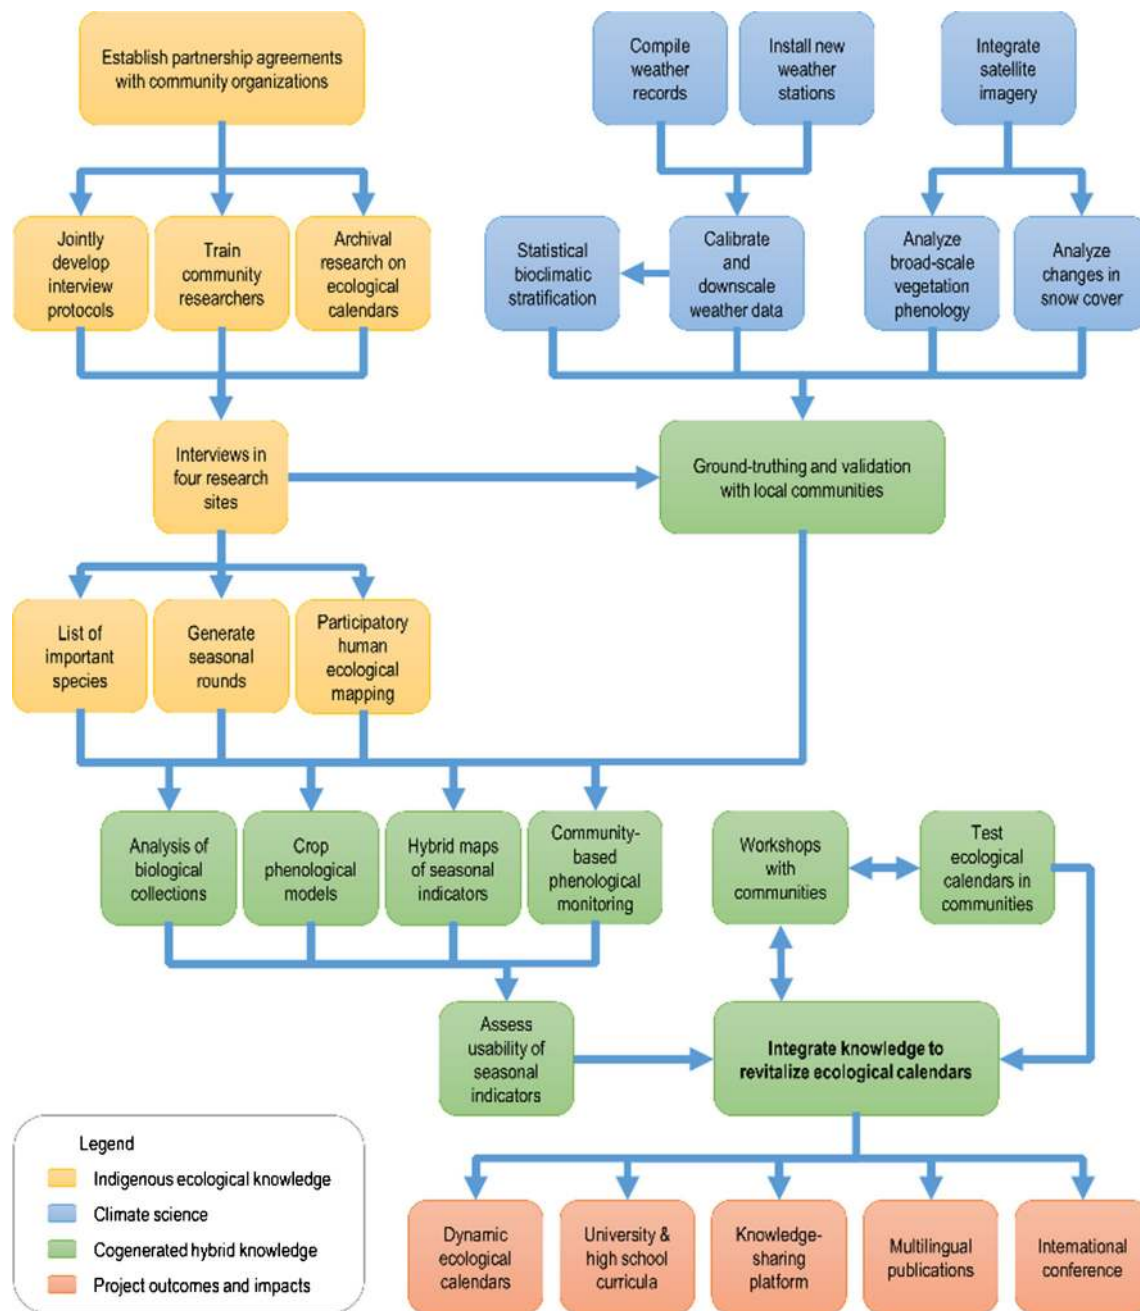 Establish partnership agreements
with community organizations
Compile
weather
records
Install new
weather
stations
Integrate
satellite
imagery
Jointly
develop
interview
protocols
Train
community
researchers
Archival
research on
ecological
calendars
Statistical
bioclimatic
stratification
Calibrate
and
downscale
weather data
Analyze
broad-scale
vegetation
phenology
Analyze
changes in
snow cover
Interviews in
four research
sites
Ground-truthing and validation
with local communities
List of
important
species
Generate
seasonal
rounds
Participatory
human
ecological
mapping
Analysis of
biological
collections
Crop
phenological
models
Hybrid maps
of seasonal
indicators
Community-
based
phenological
monitoring
Workshops
with
communities
Test
ecological
calendars in
communities
Assess
usability of
seasonal
indicators
Integrate knowledge to
revitalize ecological calendars
Legend
Indigenous ecological knowledge
Climate science
Cogenerated hybrid knowledge
Project outcomes and impacts
Dynamic
ecological
calendars
University &
high school
curricula
Knowledge-
sharing
platform
Multilingual
publications
International
conference